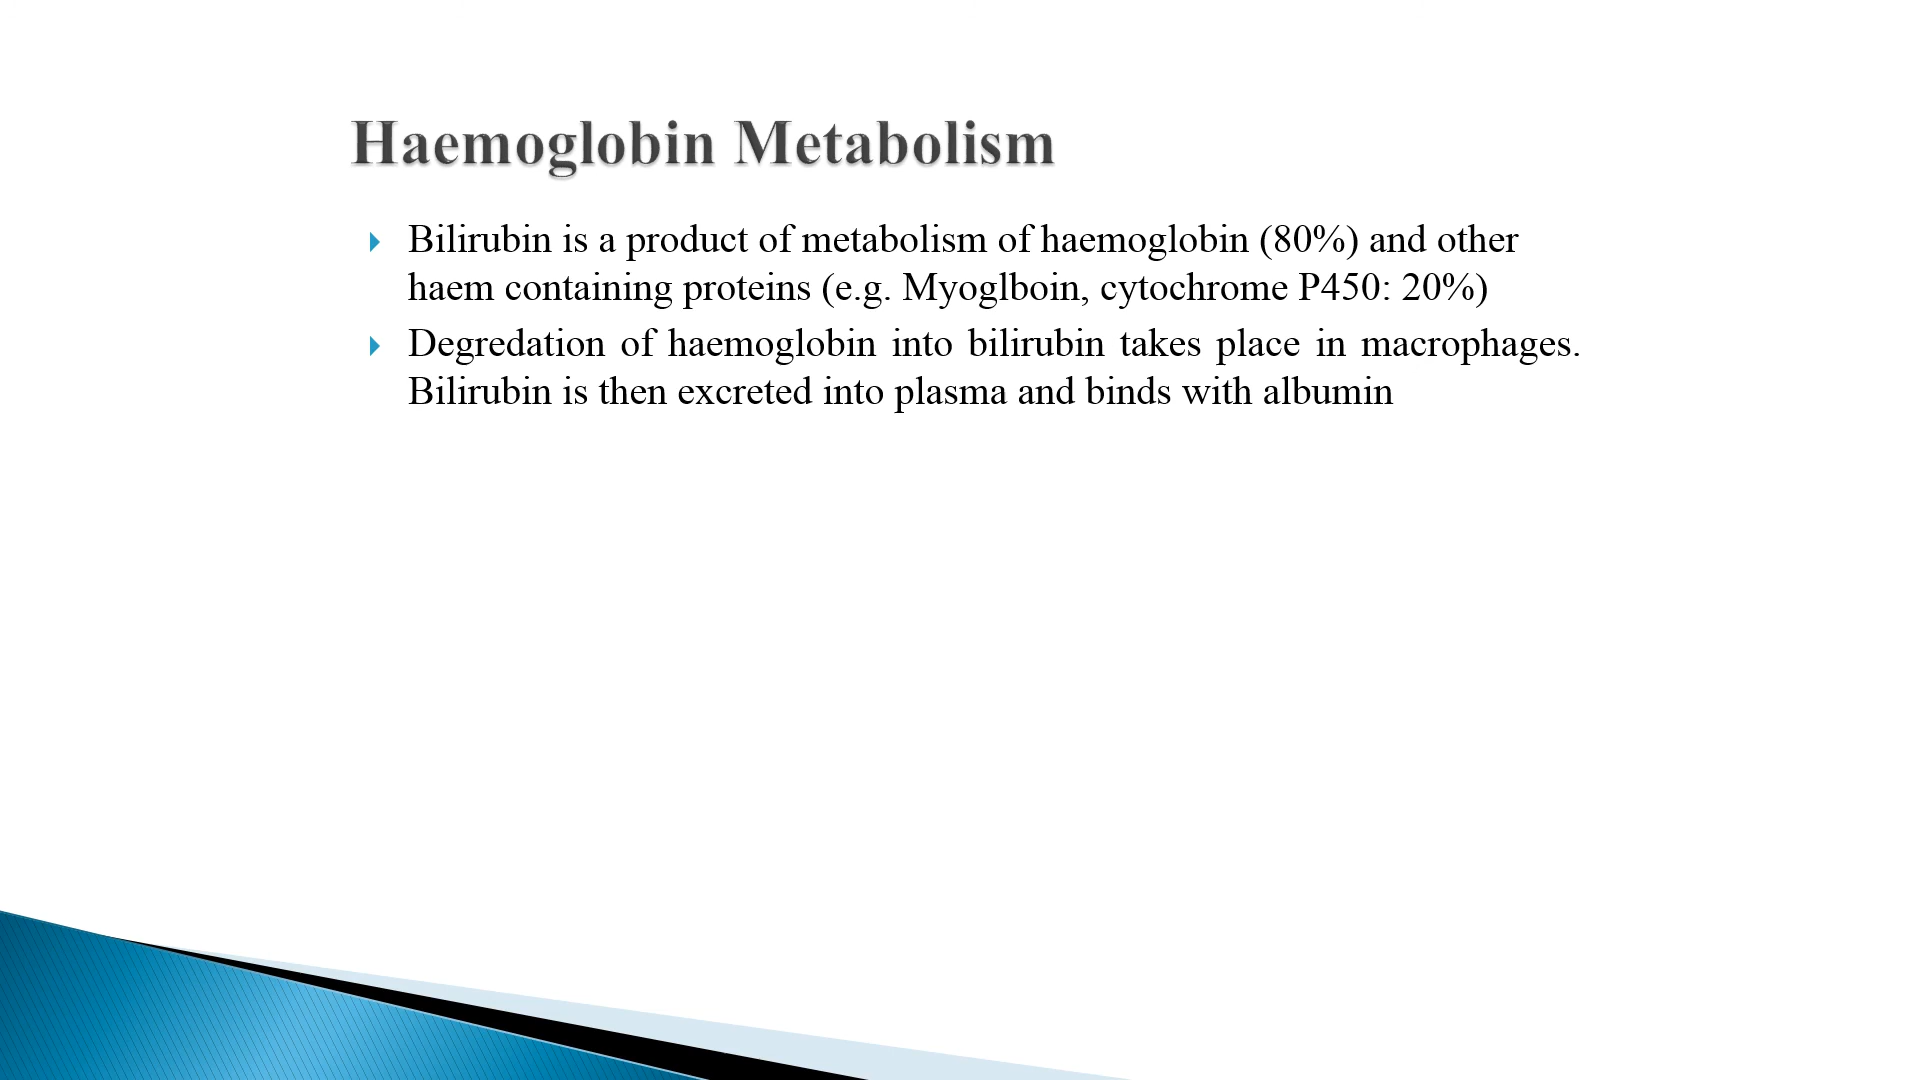 Haemoglobin Metabolism
Bilirubin is a product of metabolism of haemoglobin (80%) and other
haem containing proteins (e.g. Myoglboin, cytochrome P450: 20%)
Degredation of haemoglobin into bilirubin takes place in macrophages.
Bilirubin is then excreted into plasma and binds with albumin